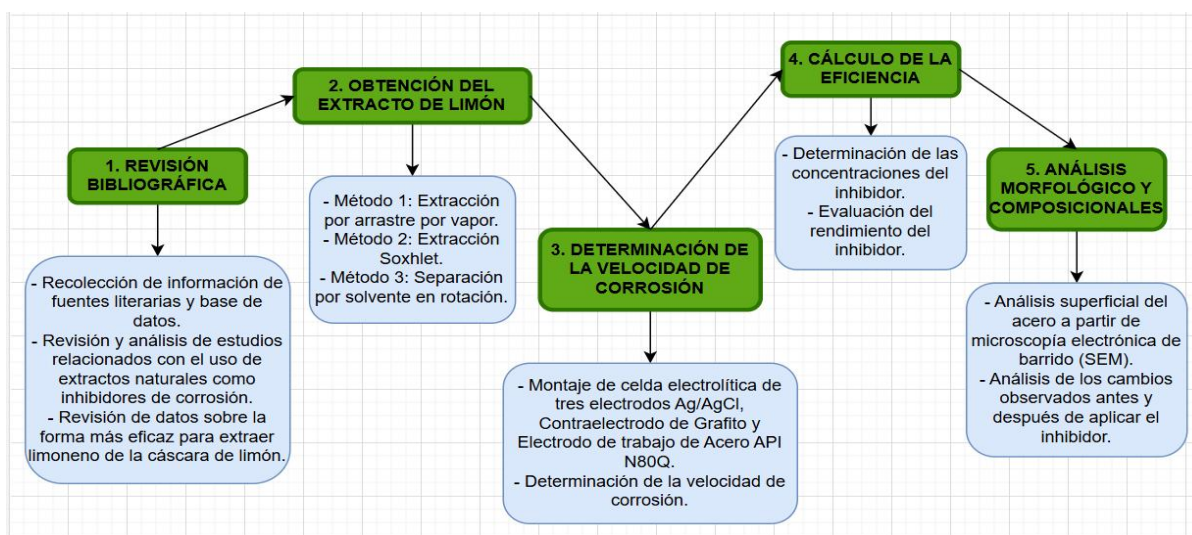 1. REVISIÓN
BIBLIOGRÁFICA
- Recolección de información de
fuentes literarias y base de
datos.
- Revisión y análisis de estudios
relacionados con el uso de
extractos naturales como
inhibidores de corrosión.
- Revisión de datos sobre la
forma más eficaz para extraer
limoneno de la cáscara de limón.
2. OBTENCIÓN DEL
EXTRACTO DE LIMÓN
- Método 1: Extracción
por arrastre por vapor.
- Método 2: Extracción
Soxhlet.
- Método 3: Separación
por solvente en rotación.
3. DETERMINACIÓN DE
LA VELOCIDAD DE
CORROSIÓN
- Montaje de celda electrolítica de
tres electrodos Ag/AgCl,
Contraelectrodo de Grafito y
Electrodo de trabajo de Acero API
N80Q.
- Determinación de la velocidad de
corrosión.
4. CÁLCULO DE LA
EFICIENCIA
- Determinación de las
concentraciones del
inhibidor.
- Evaluación del
rendimiento del
inhibidor.
5. ANÁLISIS
MORFOLÓGICO Y
COMPOSICIONALES
- Análisis superficial del
acero a partir de
microscopía electrónica de
barrido (SEM).
- Análisis de los cambios
observados antes y
después de aplicar el
inhibidor.